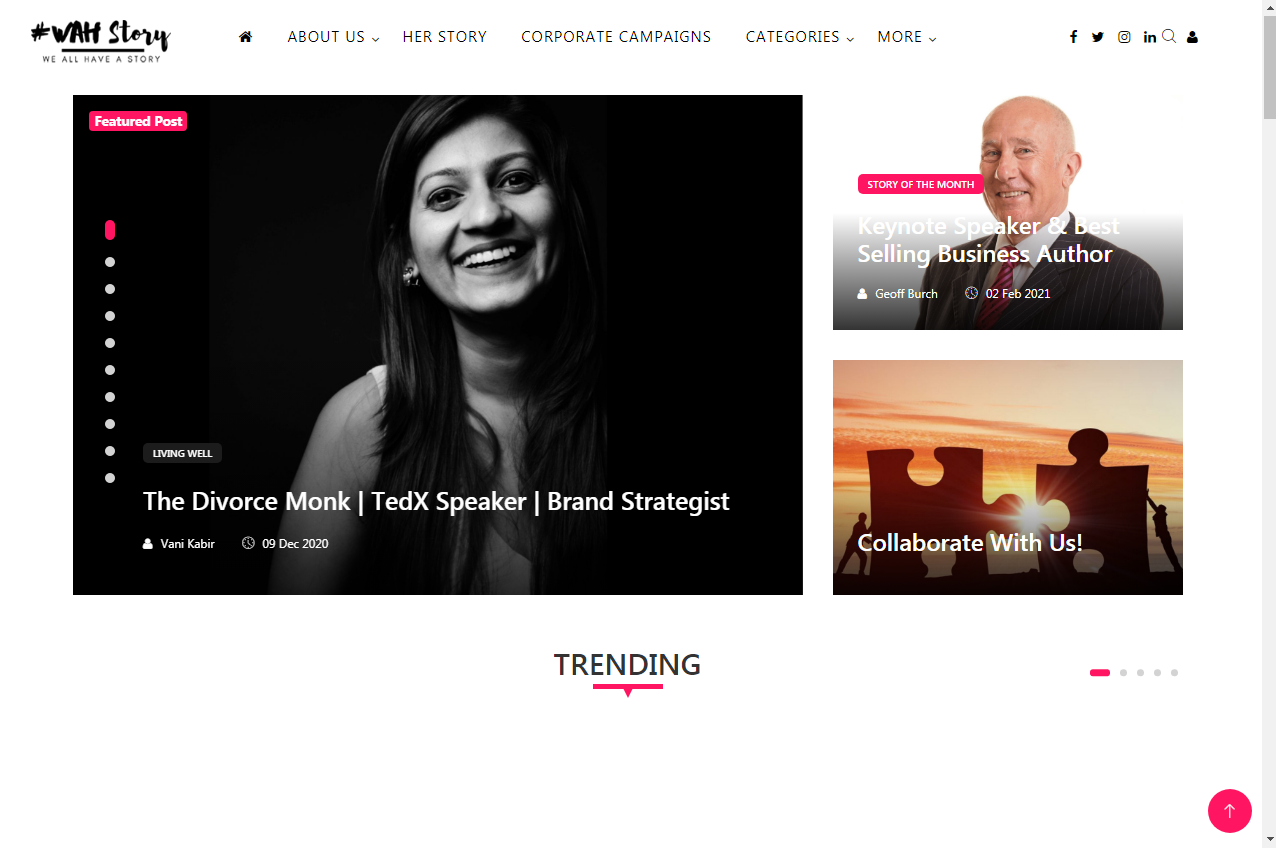 #WAH Story
WE ALL HAVE A STORY
ABOUT US
HER STORY
CORPORATE CAMPAIGNS
CATEGORIES
MORE
Featured Post
LIVING WELL
The Divorce Monk | TedX Speaker | Brand Strategist
Vani Kabir
09 Dec 2020
STORY OF THE MONTH
Keynote Speaker & Best
Selling Business Author
Geoff Burch
02 Feb 2021
Collaborate With Us!
TRENDING